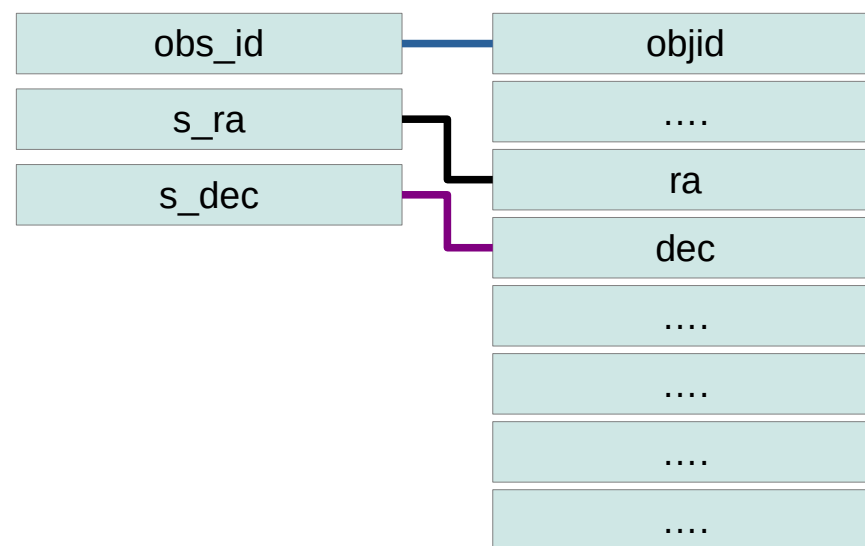 obs_id
s_ra
s_dec
objid
....
ra
dec
....
....
....
....